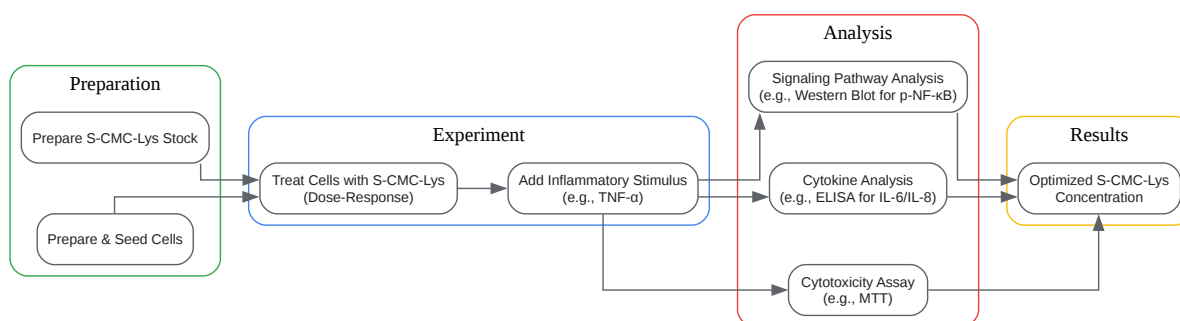 Preparation
Prepare S-CMC-Lys Stock
Prepare & Seed Cells
Experiment
Treat Cells with S-CMC-Lys
(Dose-Response)
Add Inflammatory Stimulus
(e.g., TNF-α)
Analysis
Signaling Pathway Analysis
(e.g., Western Blot for p-NF-κB)
Cytokine Analysis
(e.g., ELISA for IL-6/IL-8)
Cytotoxicity Assay
(e.g., MTT)
Results
Optimized S-CMC-Lys
Concentration